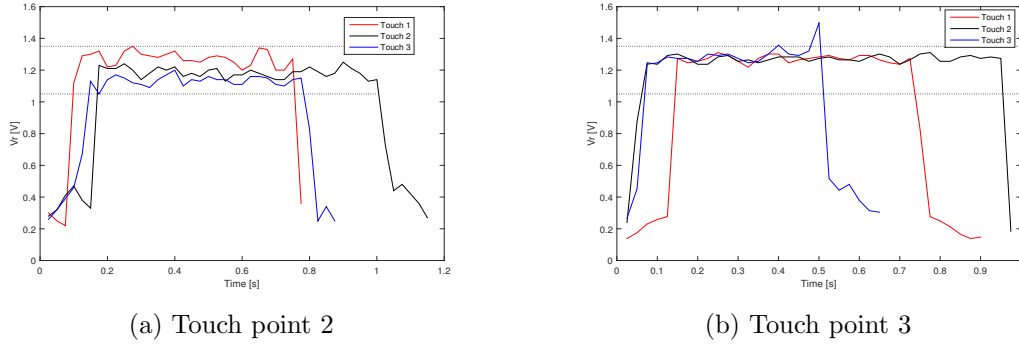 1.6
1.4
1.2
1
0.8
0.6
0.4
0.2
0
Vr [V]
0 0.2 0.4 0.6 0.8 1 1.2
Time [s]
Touch 1
Touch 2
Touch 3
(a) Touch point 2
1.6
1.4
1.2
1
0.8
0.6
0.4
0.2
0
Vr [V]
0 0.1 0.2 0.3 0.4 0.5 0.6 0.7 0.8 0.9
Time [s]
Touch 1
Touch 2
Touch 3
(b) Touch point 3